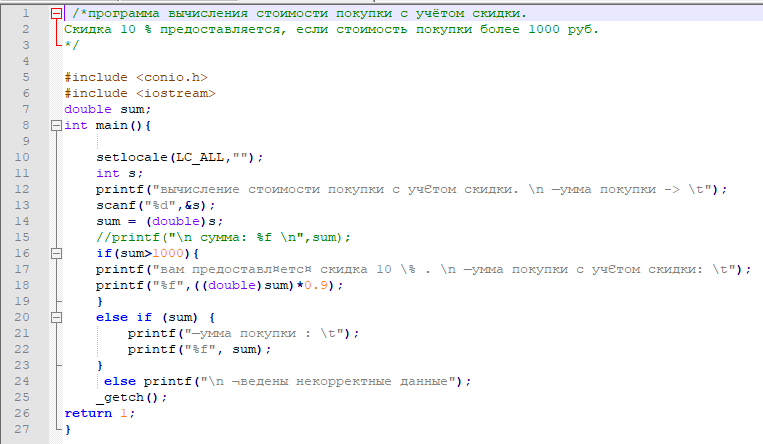 1 /*программа вычисления стоимости покупки с учётом скидки.
2 Скидка 10 % предоставляется, если стоимость покупки более 1000 руб.
3 */
4
5 #include <conio.h>
6 #include <iostream>
7 double sum;
8 int main(){
9
10 setlocale(LC_ALL,"");
11 int s;
12 printf("вычисление стоимости покупки с учЄтом скидки. \n —умма покупки -> \t");
13 scanf("%d",&s);
14 sum = (double)s;
15 //printf("\n сумма: %f \n",sum);
16 if(sum>1000){
17 printf("вам предоставл¤етс¤ скидка 10 \% . \n —умма покупки с учЄтом скидки: \t");
18 printf("%f",((double)sum)*0.9);
19 }
20 else if (sum) {
21 printf("—умма покупки : \t");
22 printf("%f", sum);
23 }
24 else printf("\n ¬ведены некорректные данные");
25 _getch();
26 return 1;
27 }